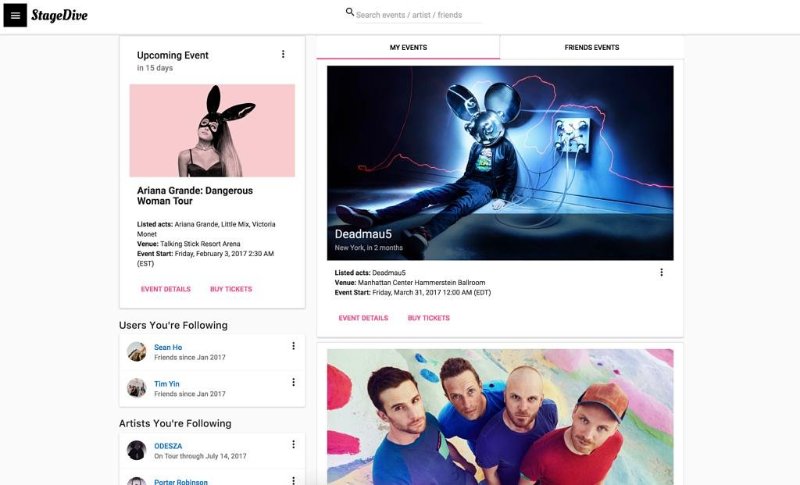 StageDive
Search events / artist / friends
Upcoming Event
in 15 days
Ariana Grande: Dangerous
Woman Tour
Listed acts: Ariana Grande, Little Mix, Victoria
Monet
Venue: Talking Stick Resort Arena
Event Start: Friday, February 3, 2017 2:30 AM
(EST)
EVENT DETAILS BUY TICKETS
Users You're Following
Sean Ho
Friends since Jan 2017
Tim Yin
Friends since Jan 2017
Artists You're Following
ODESZA
On Tour through July 14, 2017
Porter Robinson
MY EVENTS FRIENDS EVENTS
Deadmau5
New York, in 2 months
Listed acts: Deadmau5
Venue: Manhattan Center Hammerstein Ballroom
Event Start: Friday, March 31, 2017 12:00 AM (EDT)
EVENT DETAILS BUY TICKETS